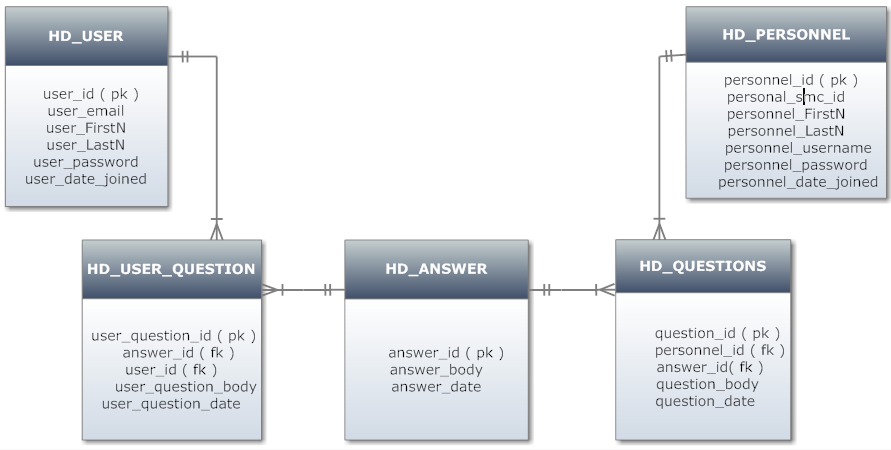 HD_USER
user_id ( pk )
user_email
user_FirstN
user_LastN
user_password
user_date_joined
HD_PERSONNEL
personnel_id ( pk )
personal_smc_id
personnel_FirstN
personnel_LastN
personnel_username
personnel_password
personnel_date_joined
HD_USER_QUESTION
user_question_id ( pk )
answer_id ( fk )
user_id ( fk )
user_question_body
user_question_date
HD_ANSWER
answer_id ( pk )
answer_body
answer_date
HD_QUESTIONS
question_id ( pk )
personnel_id ( fk )
answer_id( fk )
question_body
question_date